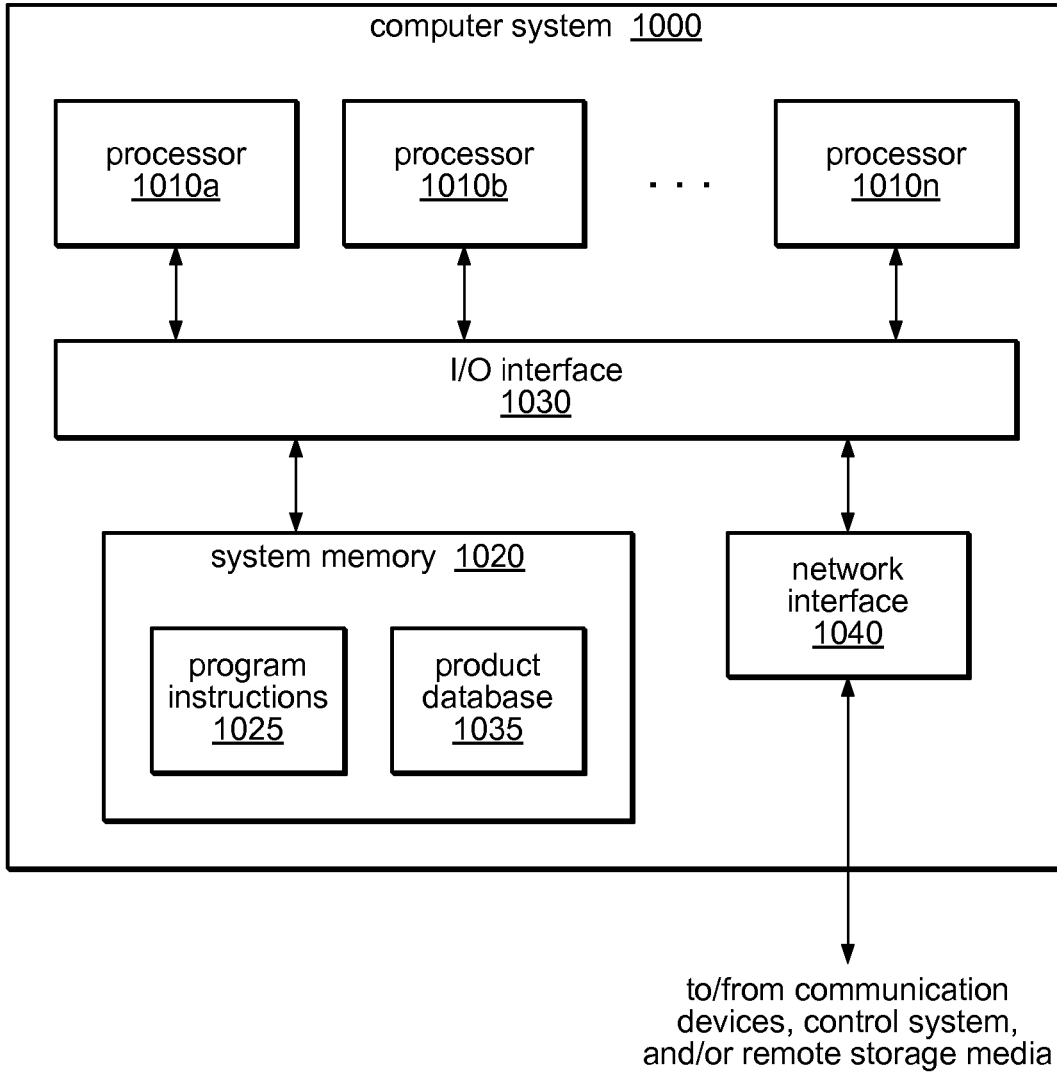 computer system 1000
processor
1010a
processor
1010b
. . .
processor
1010n
I/O interface
1030
system memory 1020
program
instructions
1025
product
database
1035
network
interface
1040
to/from communication
devices, control system,
and/or remote storage media